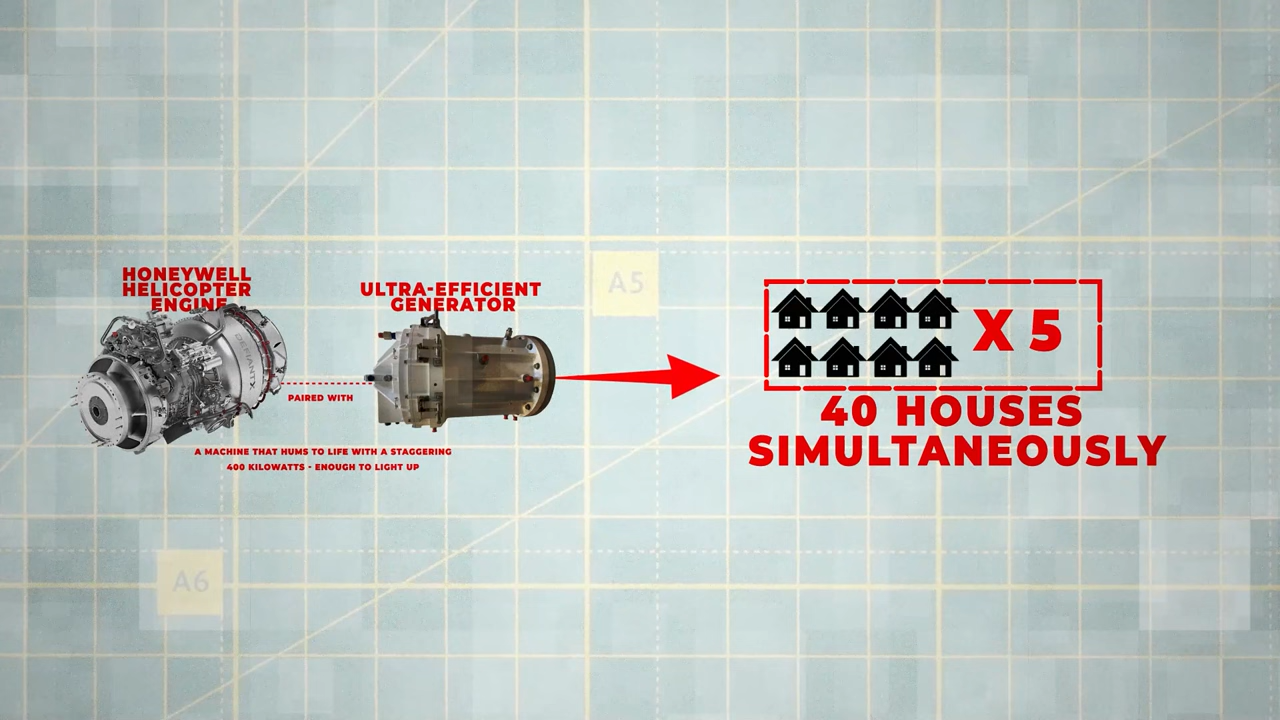 HONEYWELL
HELICOPTER
ENGINE
ULTRA-EFFICIENT
GENERATOR
PAIRED WITH
A MACHINE THAT HUMS TO LIFE WITH A STAGGERING
400 KILOWATTS - ENOUGH TO LIGHT UP
X 5
40 HOUSES
SIMULTANEOUSLY
A5
A6